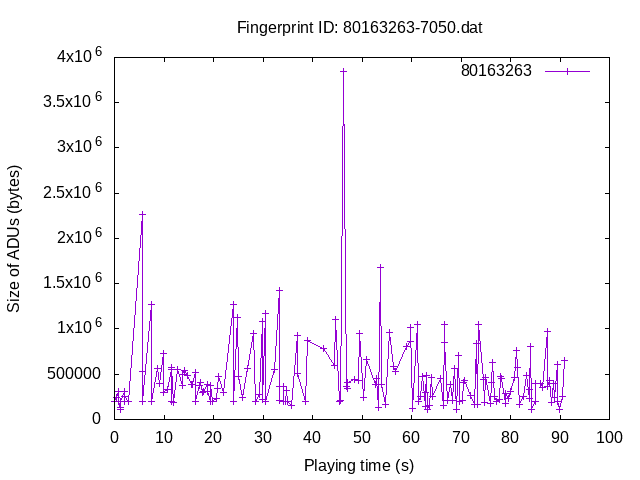 Fingerprint ID: 80163263-7050.dat
4x10^6
80163263
3.5x10^6
3x10^6
2.5x10^6
2x10^6
1.5x10^6
1x10^6
500000
0
0 10 20 30 40 50 60 70 80 90 100
Size of ADUs (bytes)
Playing time (s)